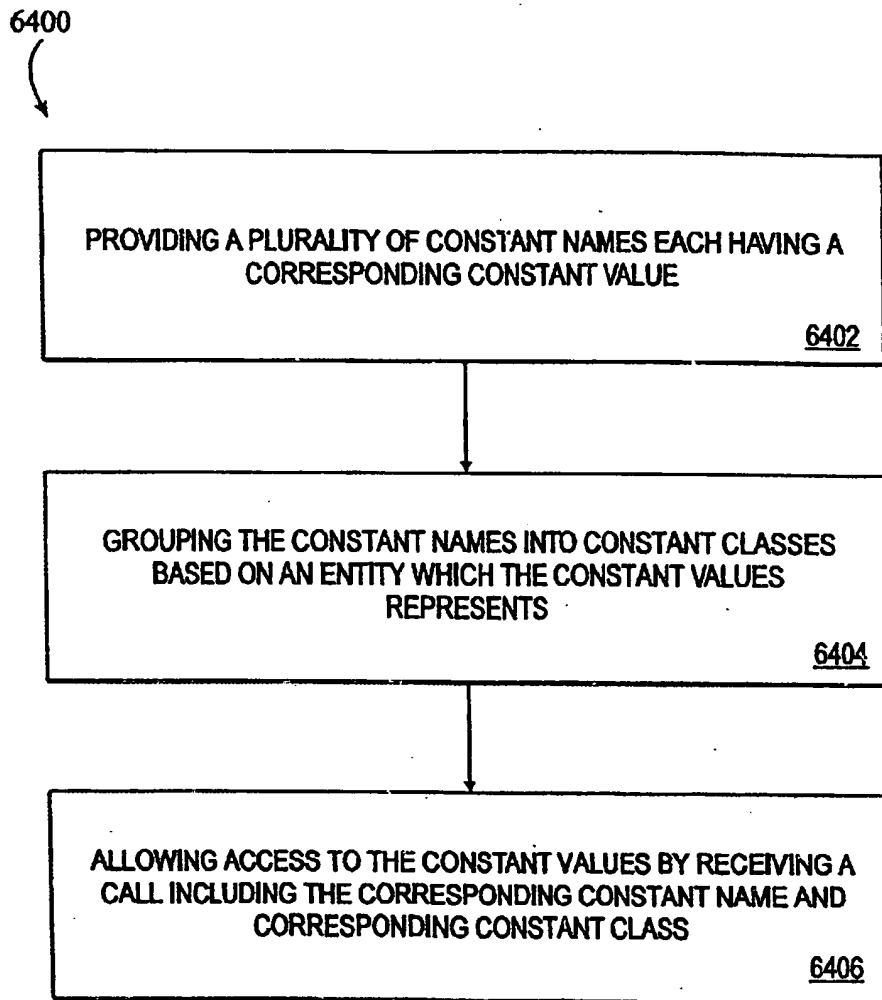 6400
PROVIDING A PLURALITY OF CONSTANT NAMES EACH HAVING A
CORRESPONDING CONSTANT VALUE
6402
GROUPING THE CONSTANT NAMES INTO CONSTANT CLASSES
BASED ON AN ENTITY WHICH THE CONSTANT VALUES
REPRESENTS
6404
ALLOWING ACCESS TO THE CONSTANT VALUES BY RECEIVING A
CALL INCLUDING THE CORRESPONDING CONSTANT NAME AND
CORRESPONDING CONSTANT CLASS
6406